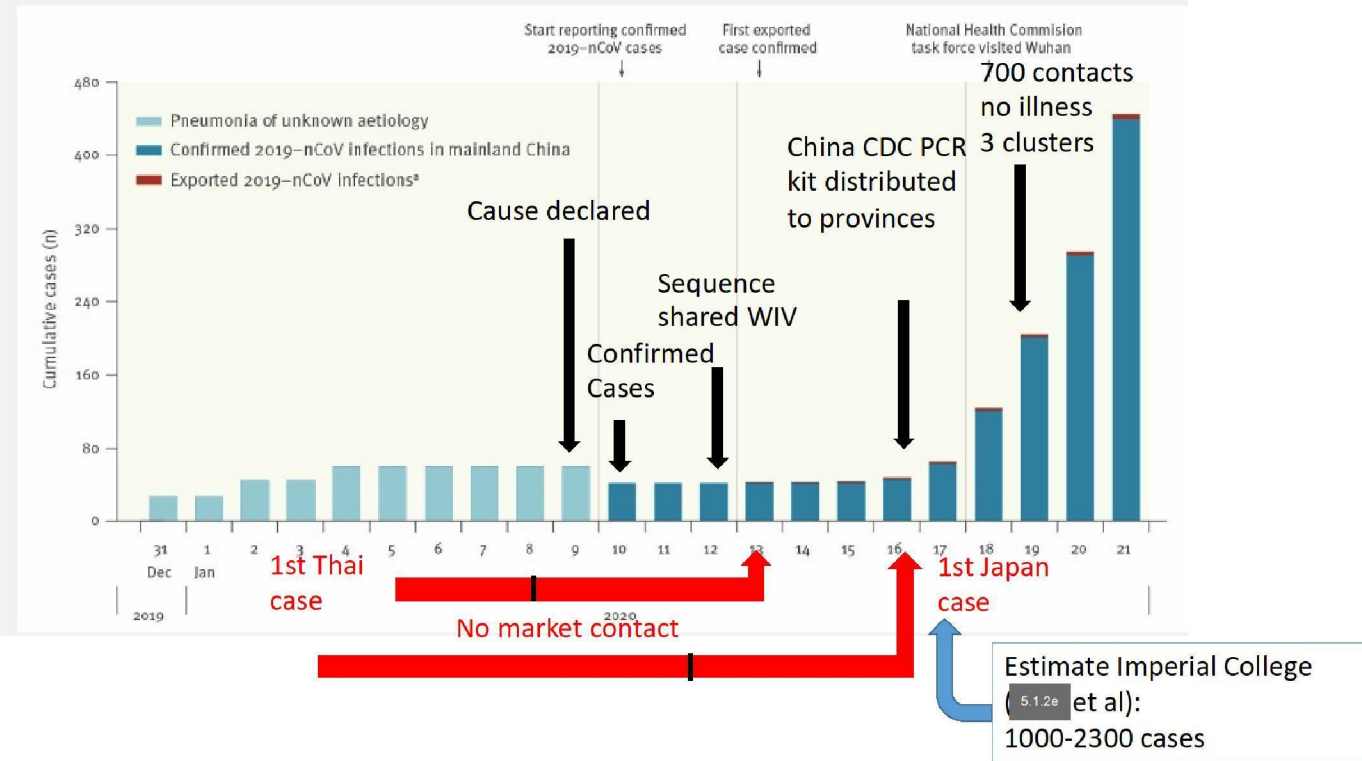 Start reporting confirmed
2019–nCoV cases
First exported
case confirmed
National Health Commision
task force visited Wuhan
700 contacts
no illness
3 clusters
480
400
320
240
160
80
0
Cumulative cases (n)
Pneumonia of unknown aetiology
Confirmed 2019–nCoV infections in mainland China
Exported 2019–nCoV infectionsª
China CDC PCR
kit distributed
to provinces
Cause declared
Sequence
shared WIV
Confirmed
Cases
31 1 2 3 4 5 6 7 8 9 10 11 12 13 14 15 16 17 18 19 20 21
Dec Jan
2019 2020
1st Thai
case
1st Japan
case
No market contact
Estimate Imperial College
( 5.1.2e et al):
1000-2300 cases